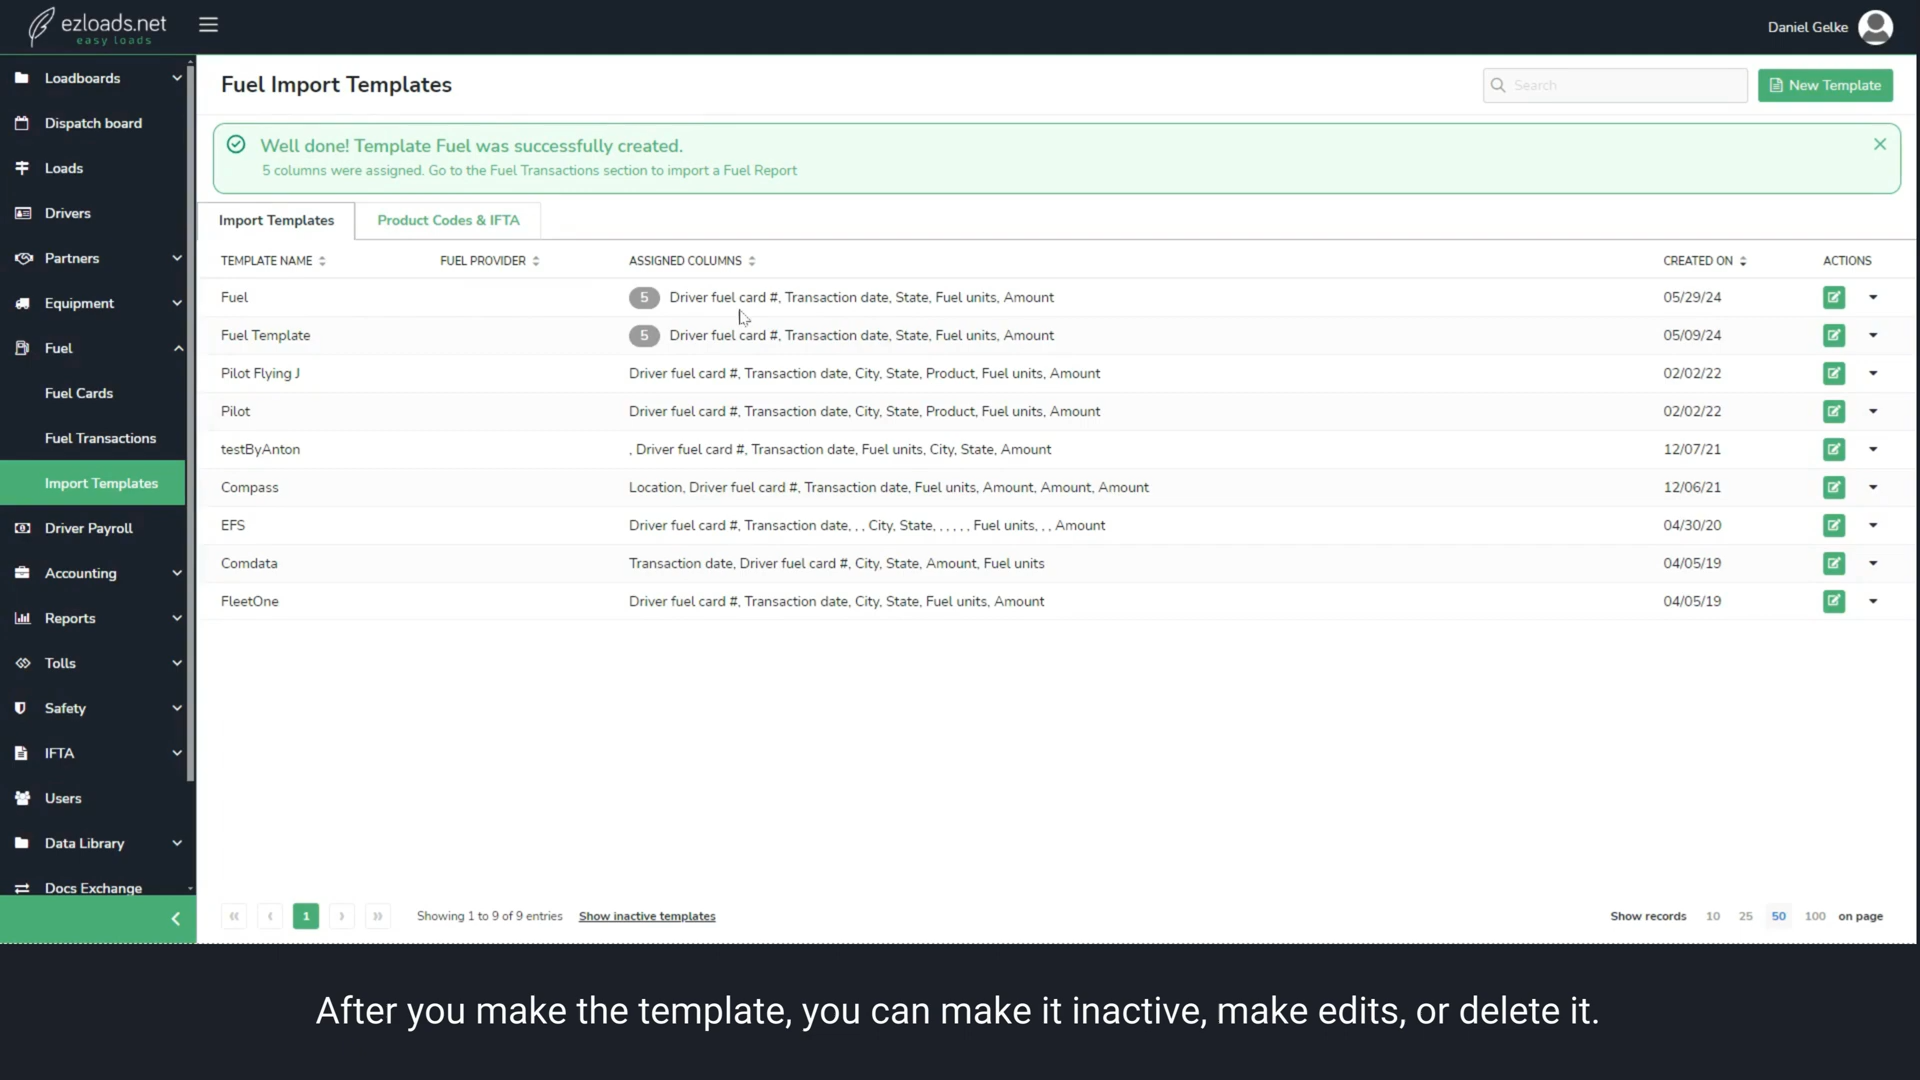 ezloads.net
easy loads
Daniel Gelke
Loadboards
Dispatch board
Loads
Drivers
Partners
Equipment
Fuel
Fuel Cards
Fuel Transactions
Import Templates
Driver Payroll
Accounting
Reports
Tolls
Safety
IFTA
Users
Data Library
Docs Exchange
Fuel Import Templates
Search
New Template
Well done! Template Fuel was successfully created.
5 columns were assigned. Go to the Fuel Transactions section to import a Fuel Report
Import Templates Product Codes & IFTA
TEMPLATE NAME FUEL PROVIDER ASSIGNED COLUMNS CREATED ON ACTIONS
Fuel 5 Driver fuel card #, Transaction date, State, Fuel units, Amount 05/29/24
Fuel Template 5 Driver fuel card #, Transaction date, State, Fuel units, Amount 05/09/24
Pilot Flying J Driver fuel card #, Transaction date, City, State, Product, Fuel units, Amount 02/02/22
Pilot Driver fuel card #, Transaction date, City, State, Product, Fuel units, Amount 02/02/22
testByAnton , Driver fuel card #, Transaction date, Fuel units, City, State, Amount 12/07/21
Compass Location, Driver fuel card #, Transaction date, Fuel units, Amount, Amount, Amount 12/06/21
EFS Driver fuel card #, Transaction date, , , City, State, , , , , , Fuel units, , , Amount 04/30/20
Comdata Transaction date, Driver fuel card #, City, State, Amount, Fuel units 04/05/19
FleetOne Driver fuel card #, Transaction date, City, State, Fuel units, Amount 04/05/19
« ‹ 1 › » Showing 1 to 9 of 9 entries Show inactive templates Show records 10 25 50 100 on page
After you make the template, you can make it inactive, make edits, or delete it.